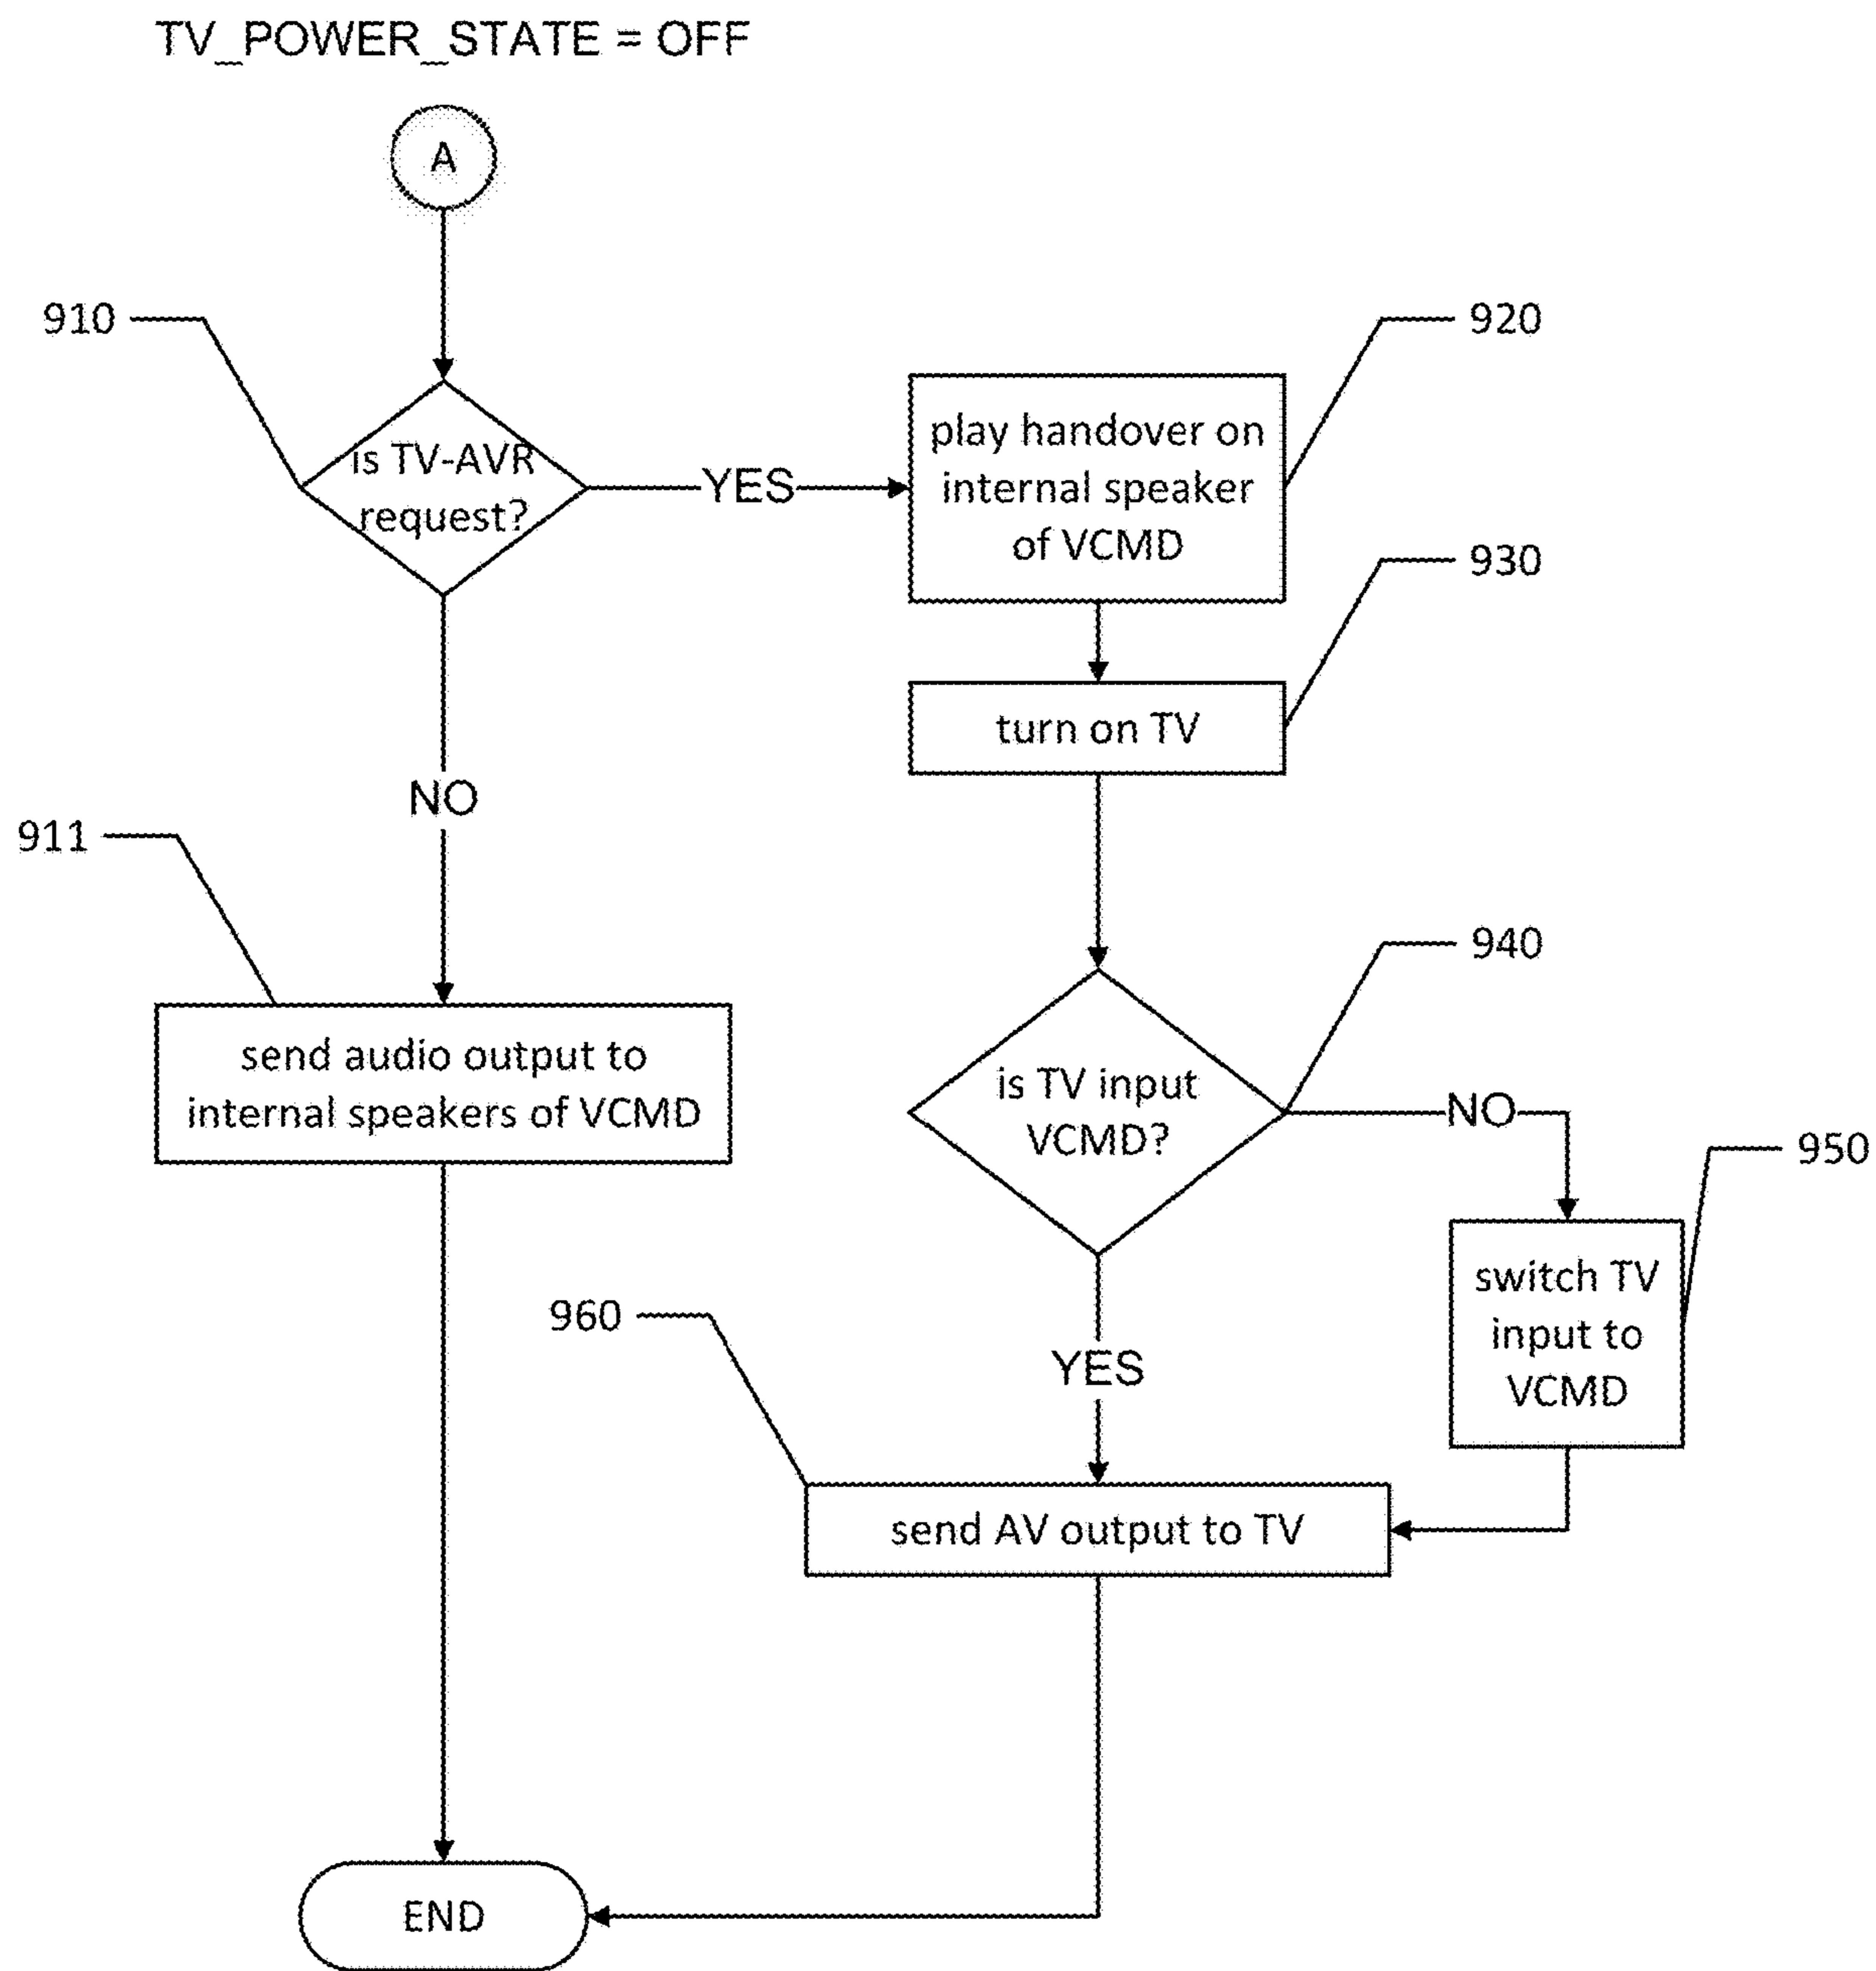 TV_POWER_STATE = OFF
A
910
is TV-AVR
request?
YES
920
play handover on
internal speaker
of VCMD
930
turn on TV
NO
911
send audio output to
internal speakers of VCMD
940
is TV input
VCMD?
NO
950
switch TV
input to
VCMD
YES
960
send AV output to TV
END